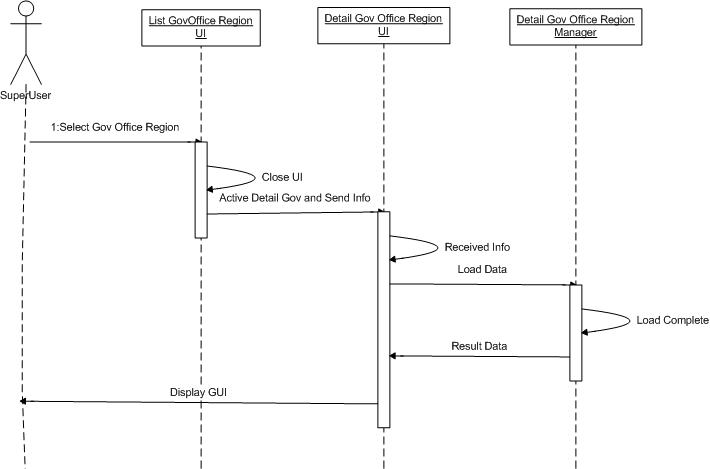 List GovOffice Region
UI
Detail Gov Office Region
UI
Detail Gov Office Region
Manager
SuperUser
1:Select Gov Office Region
Close UI
Active Detail Gov and Send Info
Received Info
Load Data
Load Complete
Result Data
Display GUI